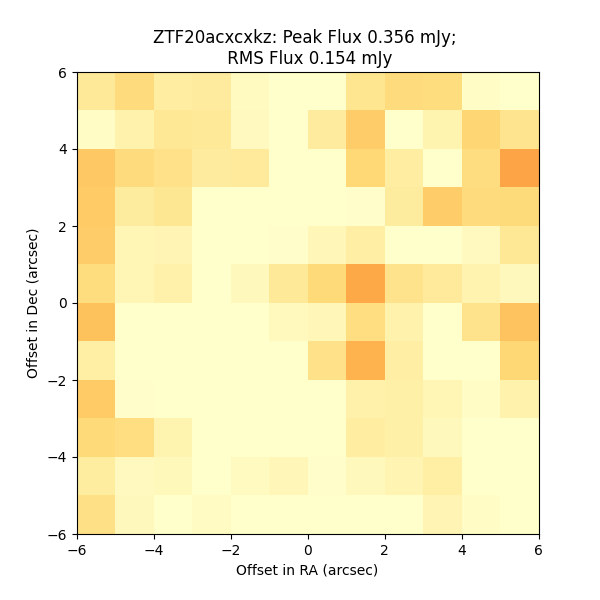 ZTF20acxcxkz: Peak Flux 0.356 mJy;
RMS Flux 0.154 mJy
6
4
2
0
−2
−4
−6
Offset in Dec (arcsec)
−6 −4 −2 0 2 4 6
Offset in RA (arcsec)